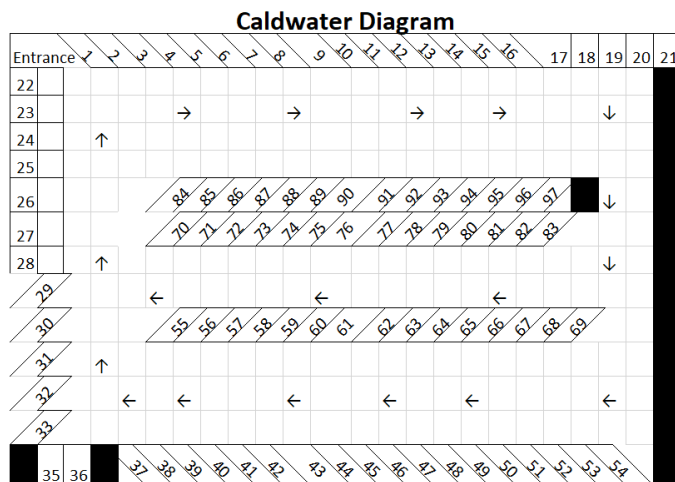 Caldwater Diagram
Entrance 1 2 3 4 5 6 7 8 9 10 11 12 13 14 15 16 17 18 19 20 21
22
23 → → → → ↓
24 ↑
25
84 85 86 87 88 89 90 91 92 93 94 95 96 97
26 ↓
27 70 71 72 73 74 75 76 77 78 79 80 81 82 83
28 ↑ ↓
29 ← ← ←
30 55 56 57 58 59 60 61 62 63 64 65 66 67 68 69
31 ↑
32 ← ← ← ← ← ←
33
35 36 37 38 39 40 41 42 43 44 45 46 47 48 49 50 51 52 53 54